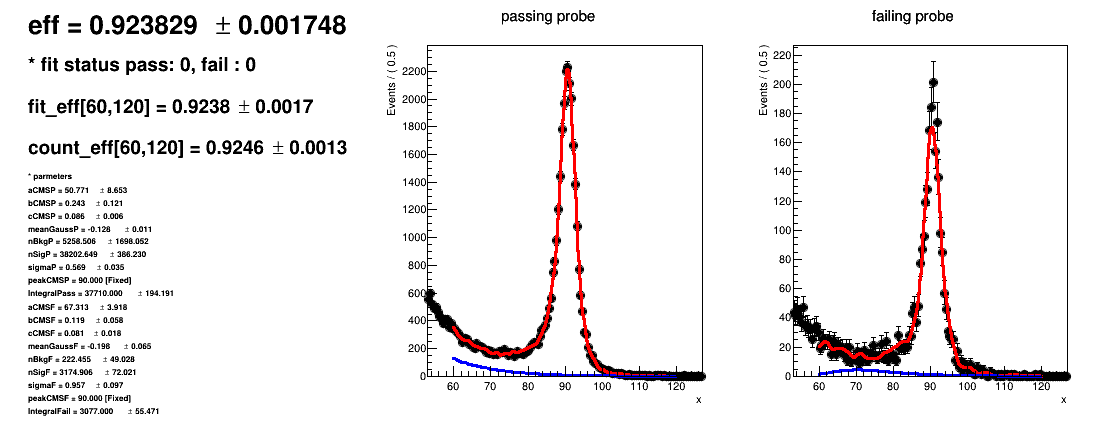 eff = 0.923829 ± 0.001748
* fit status pass: 0, fail : 0
fit_eff[60,120] = 0.9238 ± 0.0017
count_eff[60,120] = 0.9246 ± 0.0013
* parmeters
aCMSP = 50.771 ± 8.653
bCMSP = 0.243 ± 0.121
cCMSP = 0.086 ± 0.006
meanGaussP = -0.128 ± 0.011
nBkgP = 5258.506 ± 1698.052
nSigP = 38202.649 ± 386.230
sigmaP = 0.569 ± 0.035
peakCMSP = 90.000 [Fixed]
IntegralPass = 37710.000 ± 194.191
aCMSF = 67.313 ± 3.918
bCMSF = 0.119 ± 0.058
cCMSF = 0.081 ± 0.018
meanGaussF = -0.198 ± 0.065
nBkgF = 222.455 ± 49.028
nSigF = 3174.906 ± 72.021
sigmaF = 0.957 ± 0.097
peakCMSF = 90.000 [Fixed]
IntegralFail = 3077.000 ± 55.471
passing probe
Events / ( 0.5 )
2200
2000
1800
1600
1400
1200
1000
800
600
400
200
0
60 70 80 90 100 110 120
x
failing probe
Events / ( 0.5 )
220
200
180
160
140
120
100
80
60
40
20
0
60 70 80 90 100 110 120
x